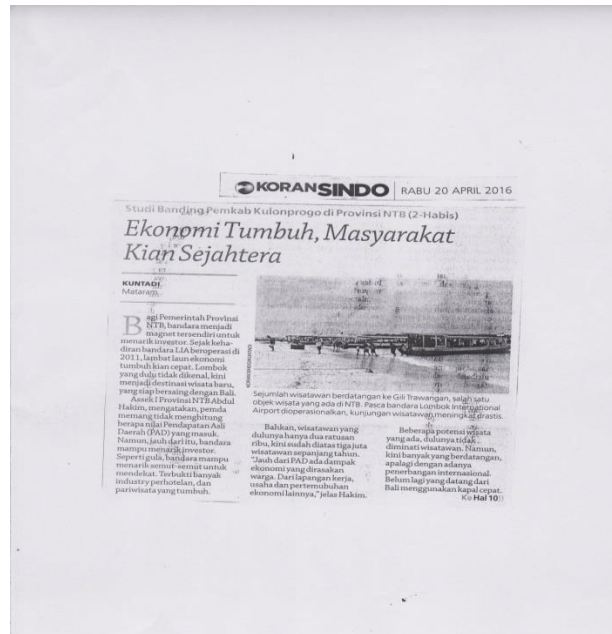 KORANSINDO
RABU 20 APRIL 2016
Studi Banding Pemkab Kulonprogo di Provinsi NTB (2-Habis)
Ekonomi Tumbuh, Masyarakat
Kian Sejahtera
KUNTADI
Mataram
Bagi Pemerintah Provinsi
NTB, bandara menjadi
magnet tersendiri untuk
menarik investor. Sejak keha-
diran bandara LIA beruperasi di
2011, lambat laun ekonomi
tumbuh kian cepat. Lombok
yang dulu tidak dikenal, kini
menjadi destinasi wisata baru,
yang siap bersaing dengan Bali.
Assek I Provinsi NTB Abdul
Hakim, mengatakan, pemda
memang tidak menghitung
berapa nilai Pendapatan Asli
Daerah (PAD) yang masuk.
Namun, jauh dari itu, bandara
mampu menarik investor.
Seperti gula, bandara mampu
menarik semut-semut untuk
mendekat. Terbukti banyak
industry perhotelan, dan
pariwisata yang tumbuh.
Sejumlah wisatawan berdatangan ke Gili Trawangan, salah satu
objek wisata yang ada di NTB. Pasca bandara Lombok International
Airport dioperasionalkan, kunjungan wisatawan meningkat drastis.
Bahkan, wisatawan yang
dulunya hanya dua ratusan
ribu, kini sudah diatas tiga juta
wisatawan sepanjang tahun.
"Jauh dari PAD ada dampak
ekonomi yang dirasakan
warga. Dari lapangan kerja,
usaha dan pertemubuhan
ekonomi lainnya," jelas Hakim.
Beberapa potensi wisata
yang ada, dulunya tidak
diminati wisatawan. Namun,
kini banyak yang berdatangan,
apalagi dengan adanya
penerbangan internasional.
Belum lagi yang datang dari
Bali menggunakan kapal cepat.
Ke Hal 10